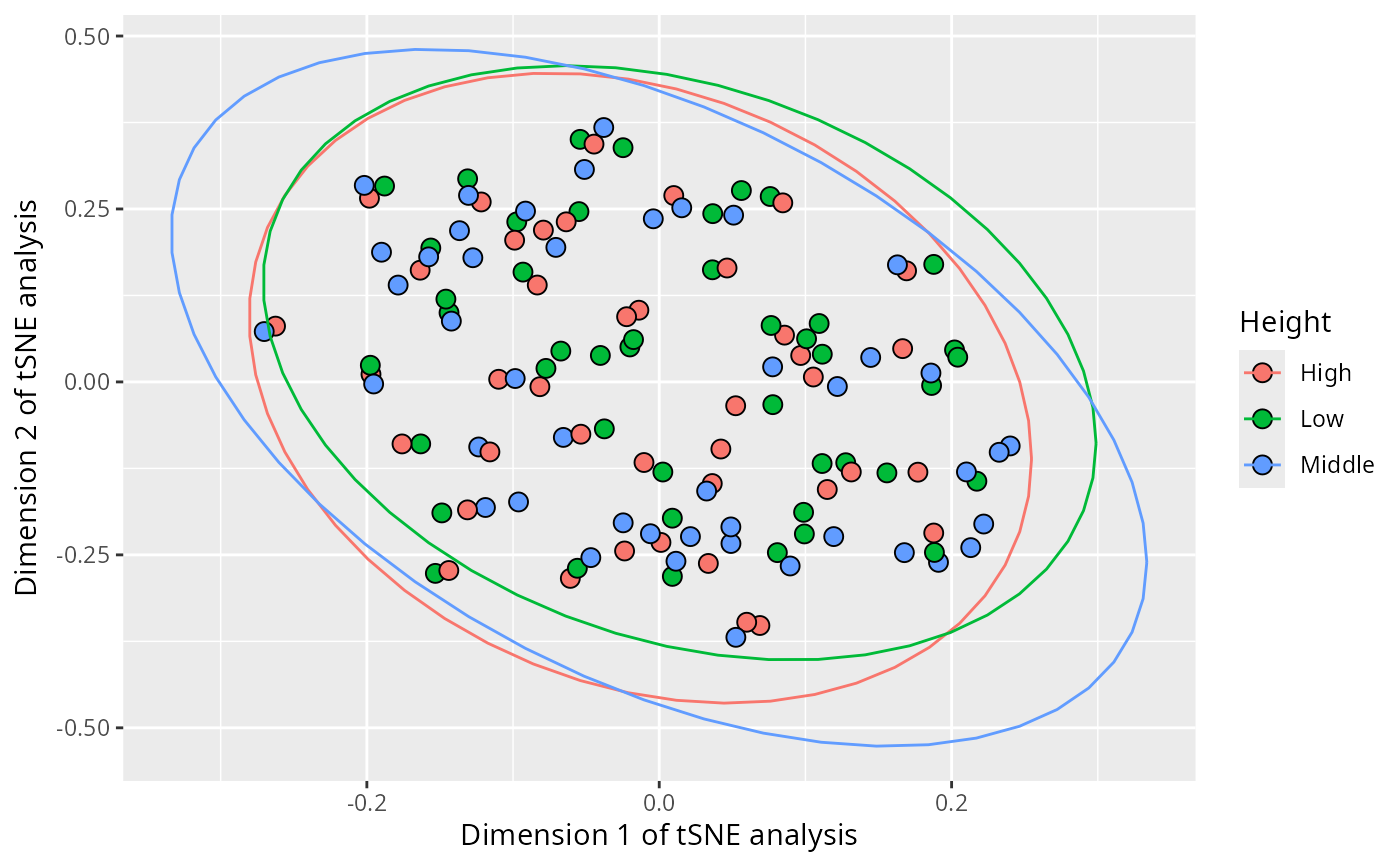 0.50
0.25
0.00
-0.25
-0.50
Dimension 2 of tSNE analysis
-0.2
0.0
0.2
Dimension 1 of tSNE analysis
Height
High
Low
Middle